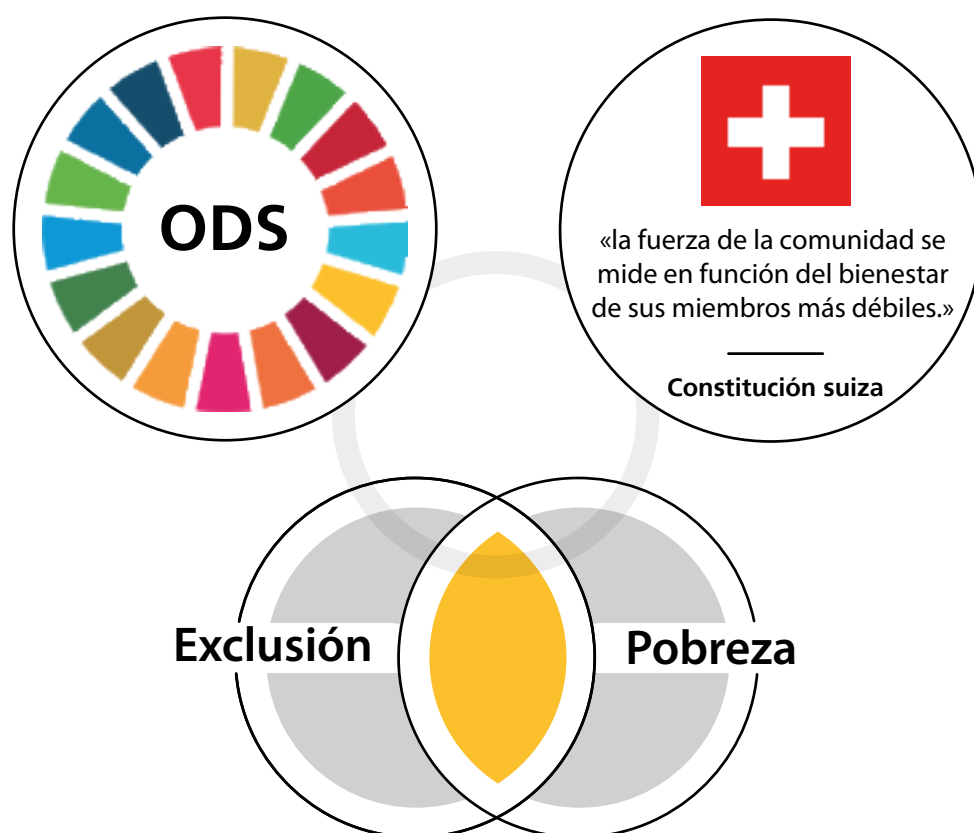 ODS
«la fuerza de la comunidad se
mide en función del bienestar
de sus miembros más débiles.»
Constitución suiza
Exclusión
Pobreza